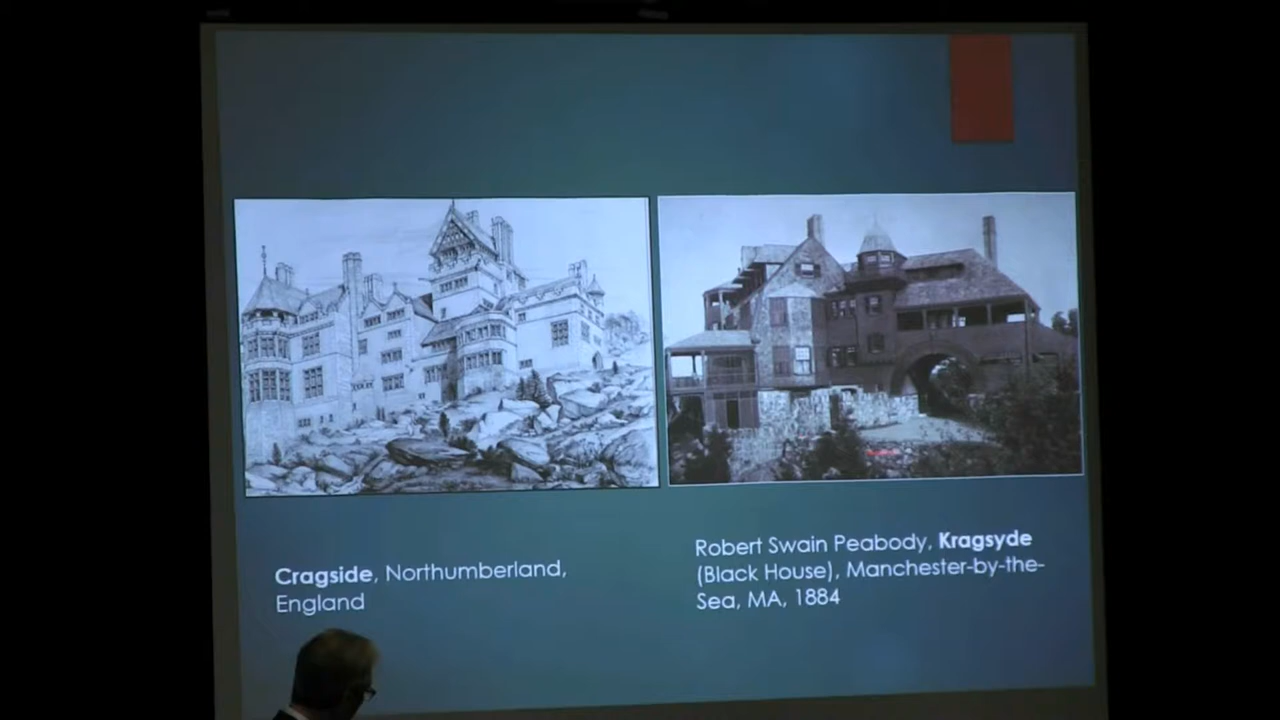 Cragside, Northumberland,
England
Robert Swain Peabody, Kragsyde
(Black House), Manchester-by-the-
Sea, MA, 1884